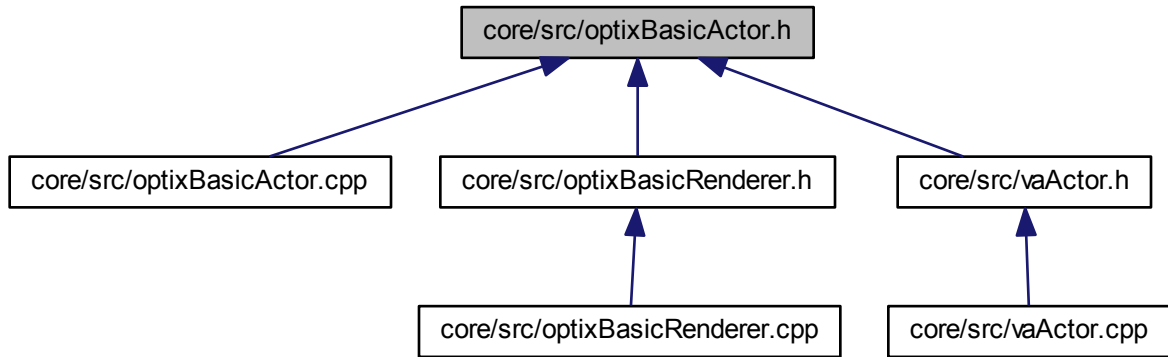 core/src/optixBasicActor.h
core/src/optixBasicActor.cpp
core/src/optixBasicRenderer.h
core/src/vaActor.h
core/src/optixBasicRenderer.cpp
core/src/vaActor.cpp